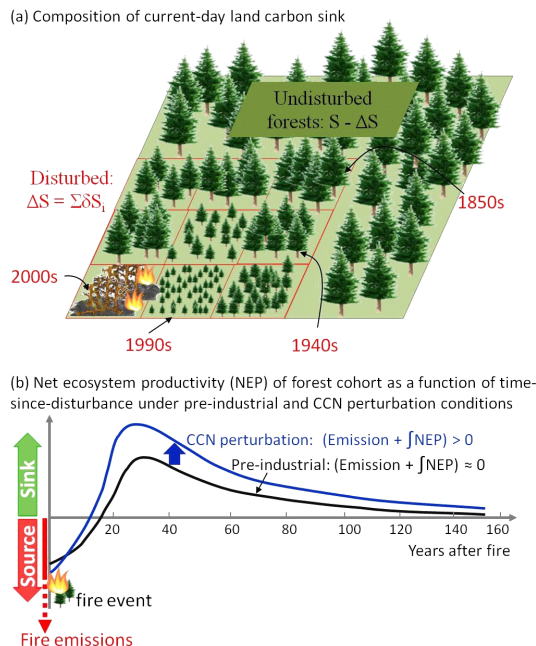 (a) Composition of current-day land carbon sink
Undisturbed
forests: S - ΔS
Disturbed:
ΔS = ΣδSᵢ
1850s
2000s
1990s
1940s
(b) Net ecosystem productivity (NEP) of forest cohort as a function of time-
since-disturbance under pre-industrial and CCN perturbation conditions
CCN perturbation: (Emission + ∫NEP) > 0
Pre-industrial: (Emission + ∫NEP) ≈ 0
Sink
Source
20 40 60 80 100 120 140 160
Years after fire
fire event
Fire emissions